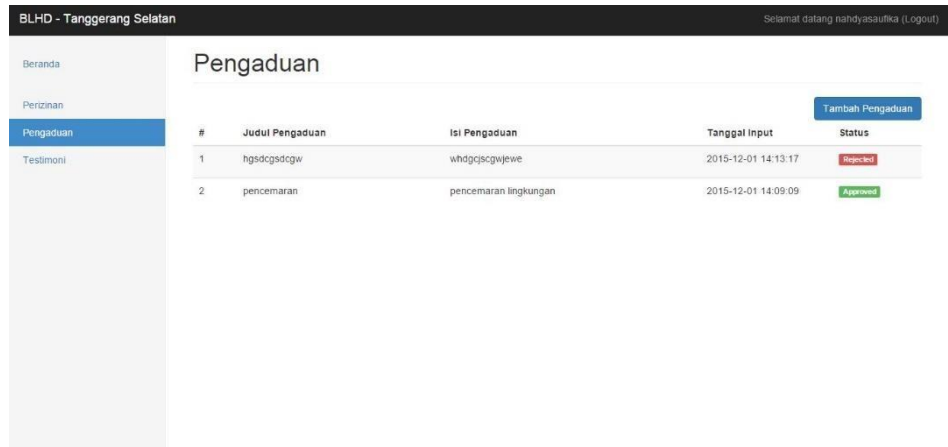 BLHD - Tanggerang Selatan Selamat datang nahdyasaufika (Logout)
Beranda
Perizinan
Pengaduan
Testimoni
Pengaduan
Tambah Pengaduan
# Judul Pengaduan Isi Pengaduan Tanggal Input Status
1 hgsdcgsdcgw whdgcjscgwjewe 2015-12-01 14:13:17 Rejected
2 pencemaran pencemaran lingkungan 2015-12-01 14:09:09 Approved